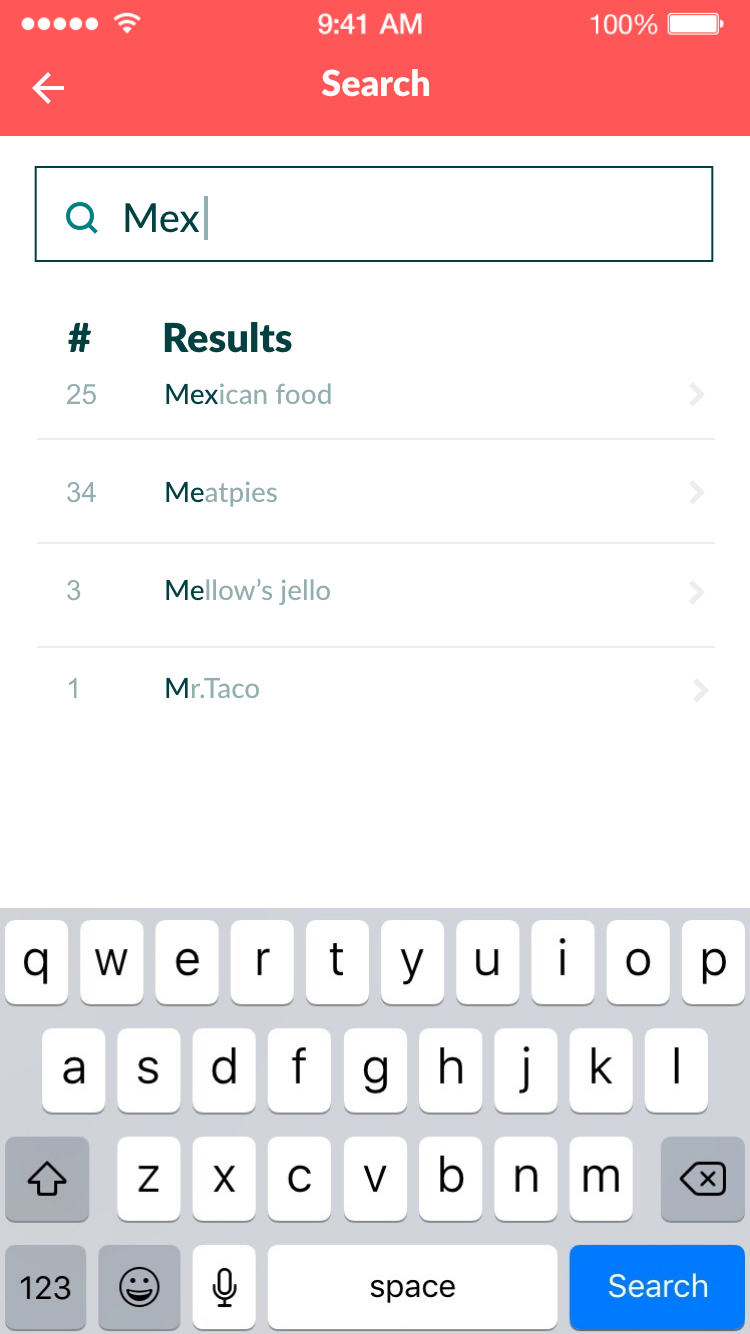 9:41 AM 100%
Search
Mex
# Results
25 Mexican food
34 Meatpies
3 Mellow’s jello
1 Mr.Taco
q w e r t y u i o p
a s d f g h j k l
z x c v b n m
123 space Search